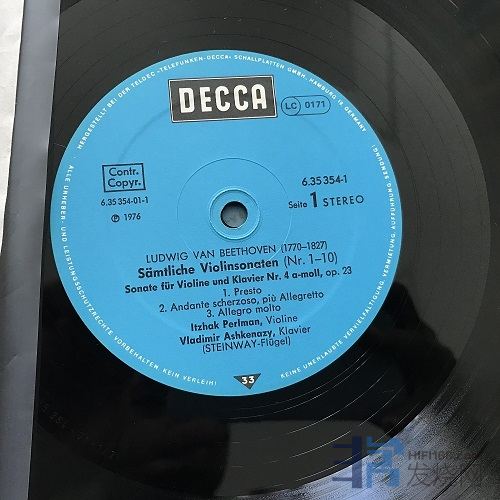 HERGESTELLT BEI DER TELDEC »TELEFUNKEN-DECCA« SCHALLPLATTEN GMBH, HAMBURG 19 GERMANY
DECCA
LC 0171
Contr.
Copyr.
6.35354-01-1
℗ 1976
6.35354-1
Seite 1 STEREO
LUDWIG VAN BEETHOVEN (1770–1827)
Sämtliche Violinsonaten (Nr. 1–10)
Sonate für Violine und Klavier Nr. 4 a-moll, op. 23
1. Presto
2. Andante scherzoso, più Allegretto
3. Allegro molto
Itzhak Perlman, Violine
Vladimir Ashkenazy, Klavier
(STEINWAY-Flügel)
33
ALLE URHEBER- UND LEISTUNGSSCHUTZRECHTE VORBEHALTEN KEIN VERLEIH!
KEINE UNERLAUBTE VERVIELFÄLTIGUNG, VERMIETUNG, AUFFÜHRUNG, SENDUNG!
发烧网